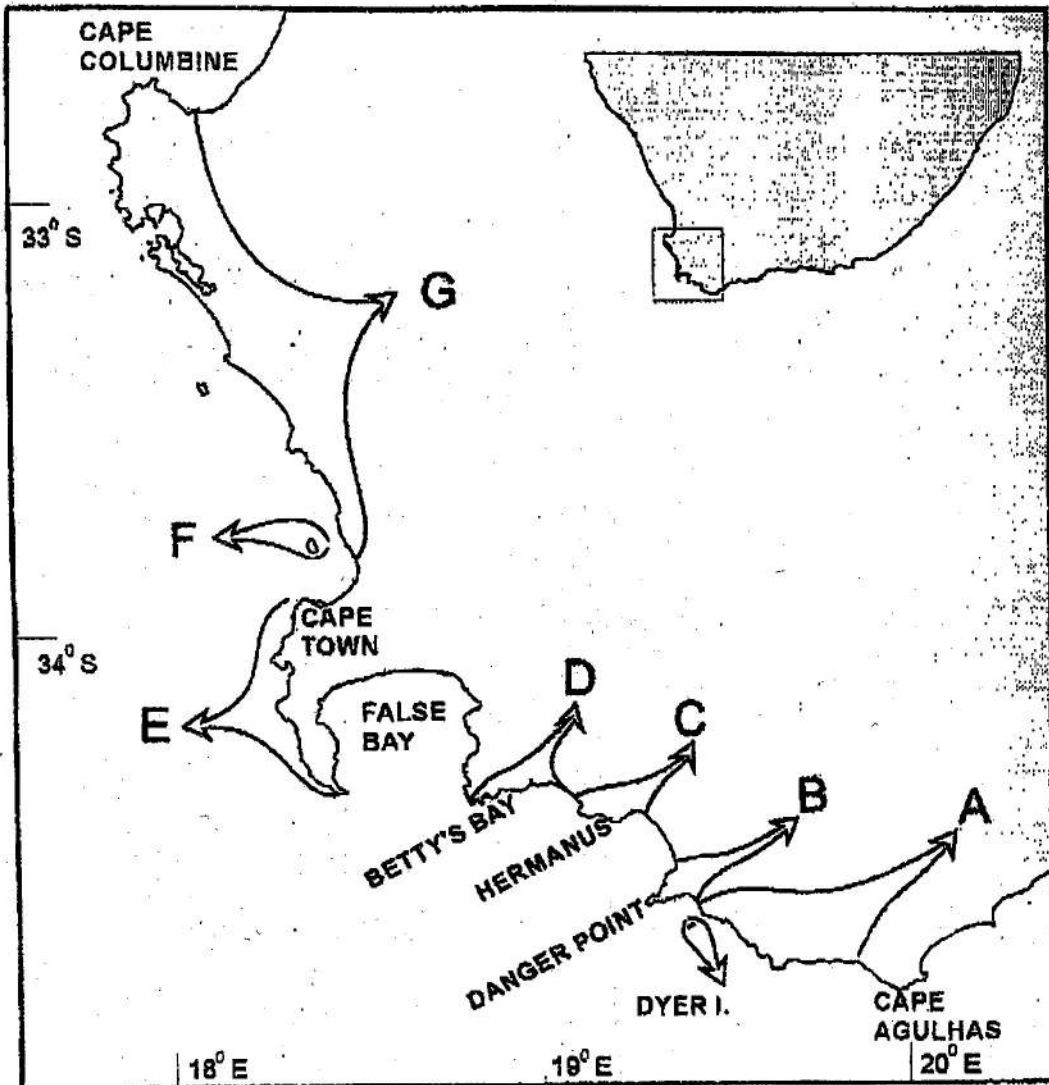 CAPE
COLUMBINE
33° S
G
F
CAPE
TOWN
34° S
D
C
E
FALSE
BAY
B
A
BETTY'S BAY
HERMANUS
DANGER POINT
DYER I.
CAPE
AGULHAS
18° E
19° E
20° E